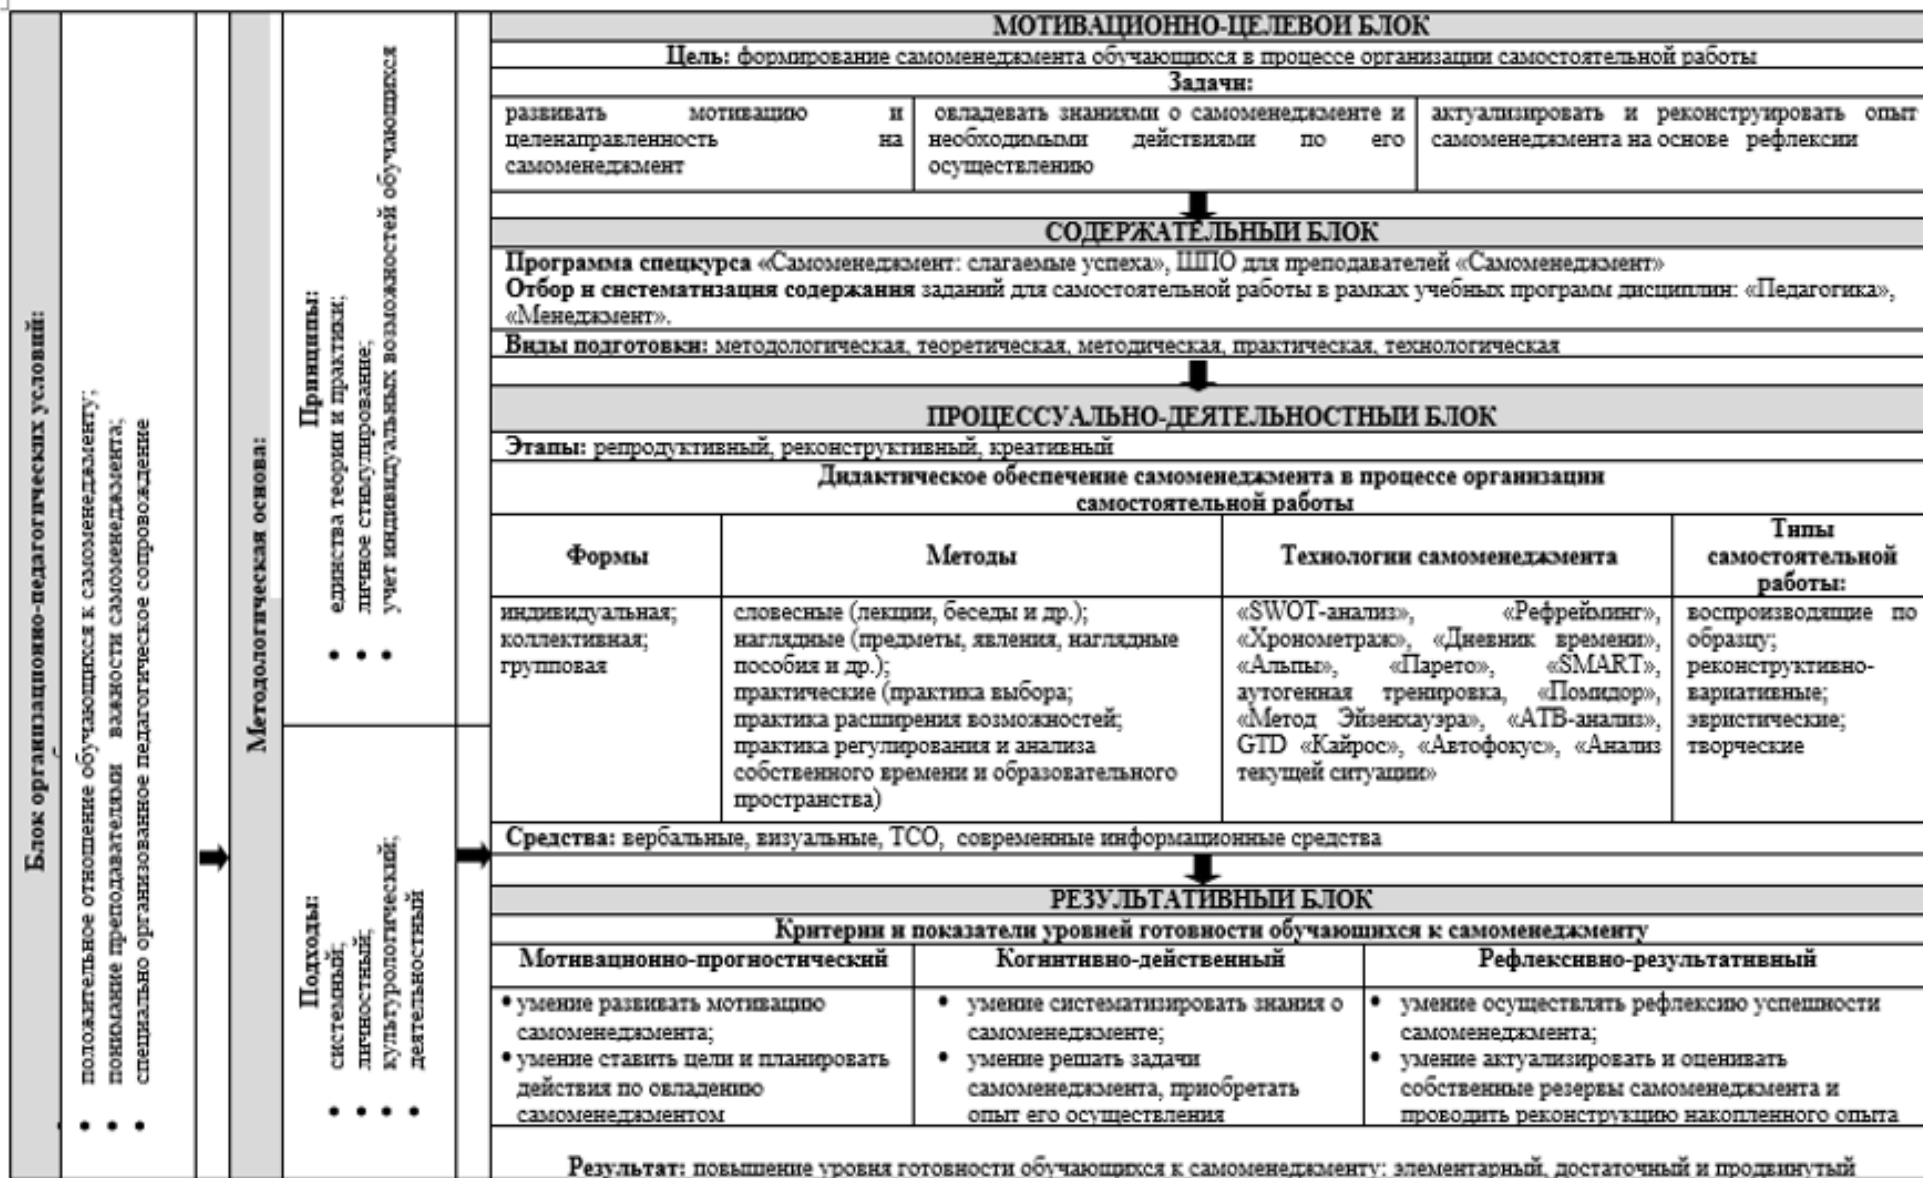 Блок организационно-педагогических условий:
положительное отношение обучающихся к самоменеджменту;
понимание преподавателями важности самоменеджмента;
специально организованное педагогическое сопровождение
Методологическая основа:
Принципы:
единства теории и практики;
личное стимулирование;
учет индивидуальных возможностей обучающихся
Подходы:
системный;
личностный;
культурологический;
деятельностный
МОТИВАЦИОННО-ЦЕЛЕВОЙ БЛОК
Цель: формирование самоменеджмента обучающихся в процессе организации самостоятельной работы
Задачи:
развивать мотивацию и
целенаправленность на
самоменеджмент
овладевать знаниями о самоменеджменте и
необходимыми действиями по его
осуществлению
актуализировать и реконструировать опыт
самоменеджмента на основе рефлексии
СОДЕРЖАТЕЛЬНЫЙ БЛОК
Программа спецкурса «Самоменеджмент: слагаемые успеха», ШПО для преподавателей «Самоменеджмент»
Отбор и систематизация содержания заданий для самостоятельной работы в рамках учебных программ дисциплин: «Педагогика»,
«Менеджмент».
Виды подготовки: методологическая, теоретическая, методическая, практическая, технологическая
ПРОЦЕССУАЛЬНО-ДЕЯТЕЛЬНОСТНЫЙ БЛОК
Этапы: репродуктивный, реконструктивный, креативный
Дидактическое обеспечение самоменеджмента в процессе организации
самостоятельной работы
Формы
Методы
Технологии самоменеджмента
Типы
самостоятельной
работы:
индивидуальная;
коллективная;
групповая
словесные (лекции, беседы и др.);
наглядные (предметы, явления, наглядные
пособия и др.);
практические (практика выбора;
практика расширения возможностей;
практика регулирования и анализа
собственного времени и образовательного
пространства)
«SWOT-анализ», «Рефрейминг»,
«Хронометраж», «Дневник времени»,
«Альпы», «Парето», «SMART»,
аутогенная тренировка, «Помидор»,
«Метод Эйзенхауэра», «АТВ-анализ»,
GTD «Кайрос», «Автофокус», «Анализ
текущей ситуации»
воспроизводящие по
образцу;
реконструктивно-
вариативные;
эвристические;
творческие
Средства: вербальные, визуальные, ТСО, современные информационные средства
РЕЗУЛЬТАТИВНЫЙ БЛОК
Критерии и показатели уровней готовности обучающихся к самоменеджменту
Мотивационно-прогностический
Когнитивно-действенный
Рефлексивно-результативный
• умение развивать мотивацию
самоменеджмента;
• умение ставить цели и планировать
действия по овладению
самоменеджментом
• умение систематизировать знания о
самоменеджменте;
• умение решать задачи
самоменеджмента, приобретать
опыт его осуществления
• умение осуществлять рефлексию успешности
самоменеджмента;
• умение актуализировать и оценивать
собственные резервы самоменеджмента и
проводить реконструкцию накопленного опыта
Результат: повышение уровня готовности обучающихся к самоменеджменту: элементарный, достаточный и продвинутый